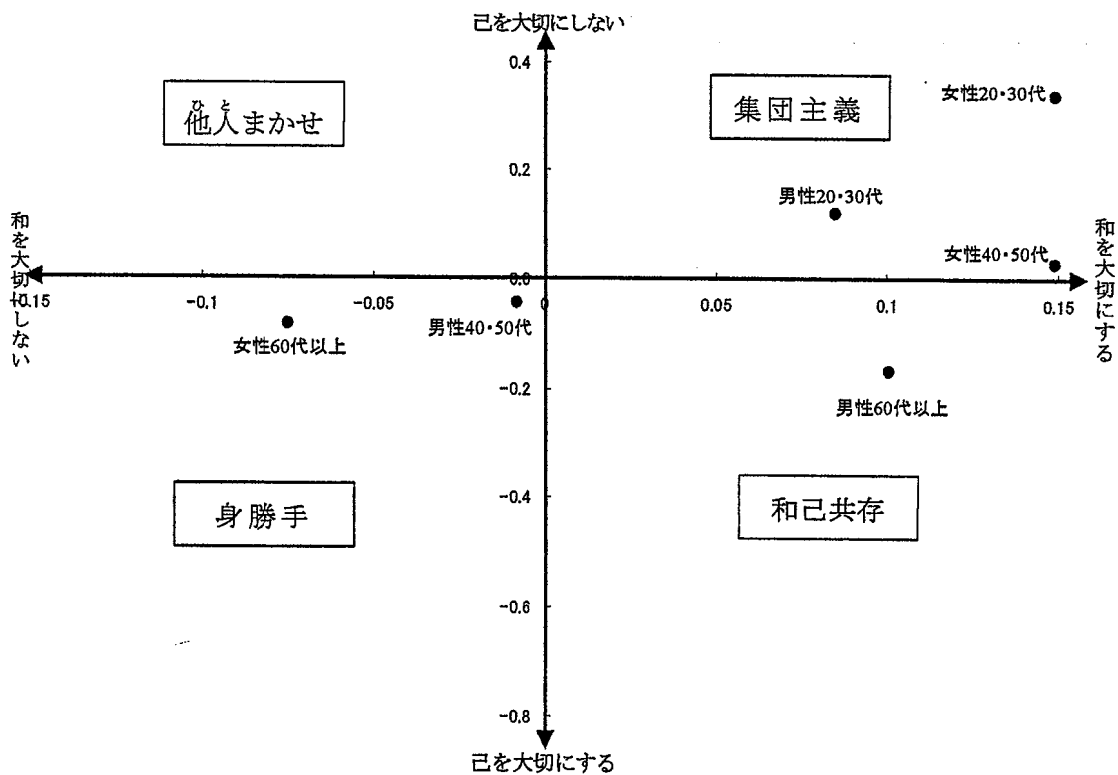 己を大切にしない
0.4
女性20・30代
ひと
他人まかせ
集団主義
0.2
男性20・30代
和を大切にしない
和を大切にする
女性40・50代
0.0
-0.15
-0.1
-0.05
0
0.05
0.1
0.15
男性40・50代
女性60代以上
-0.2
男性60代以上
-0.4
身勝手
和己共存
-0.6
-0.8
己を大切にする